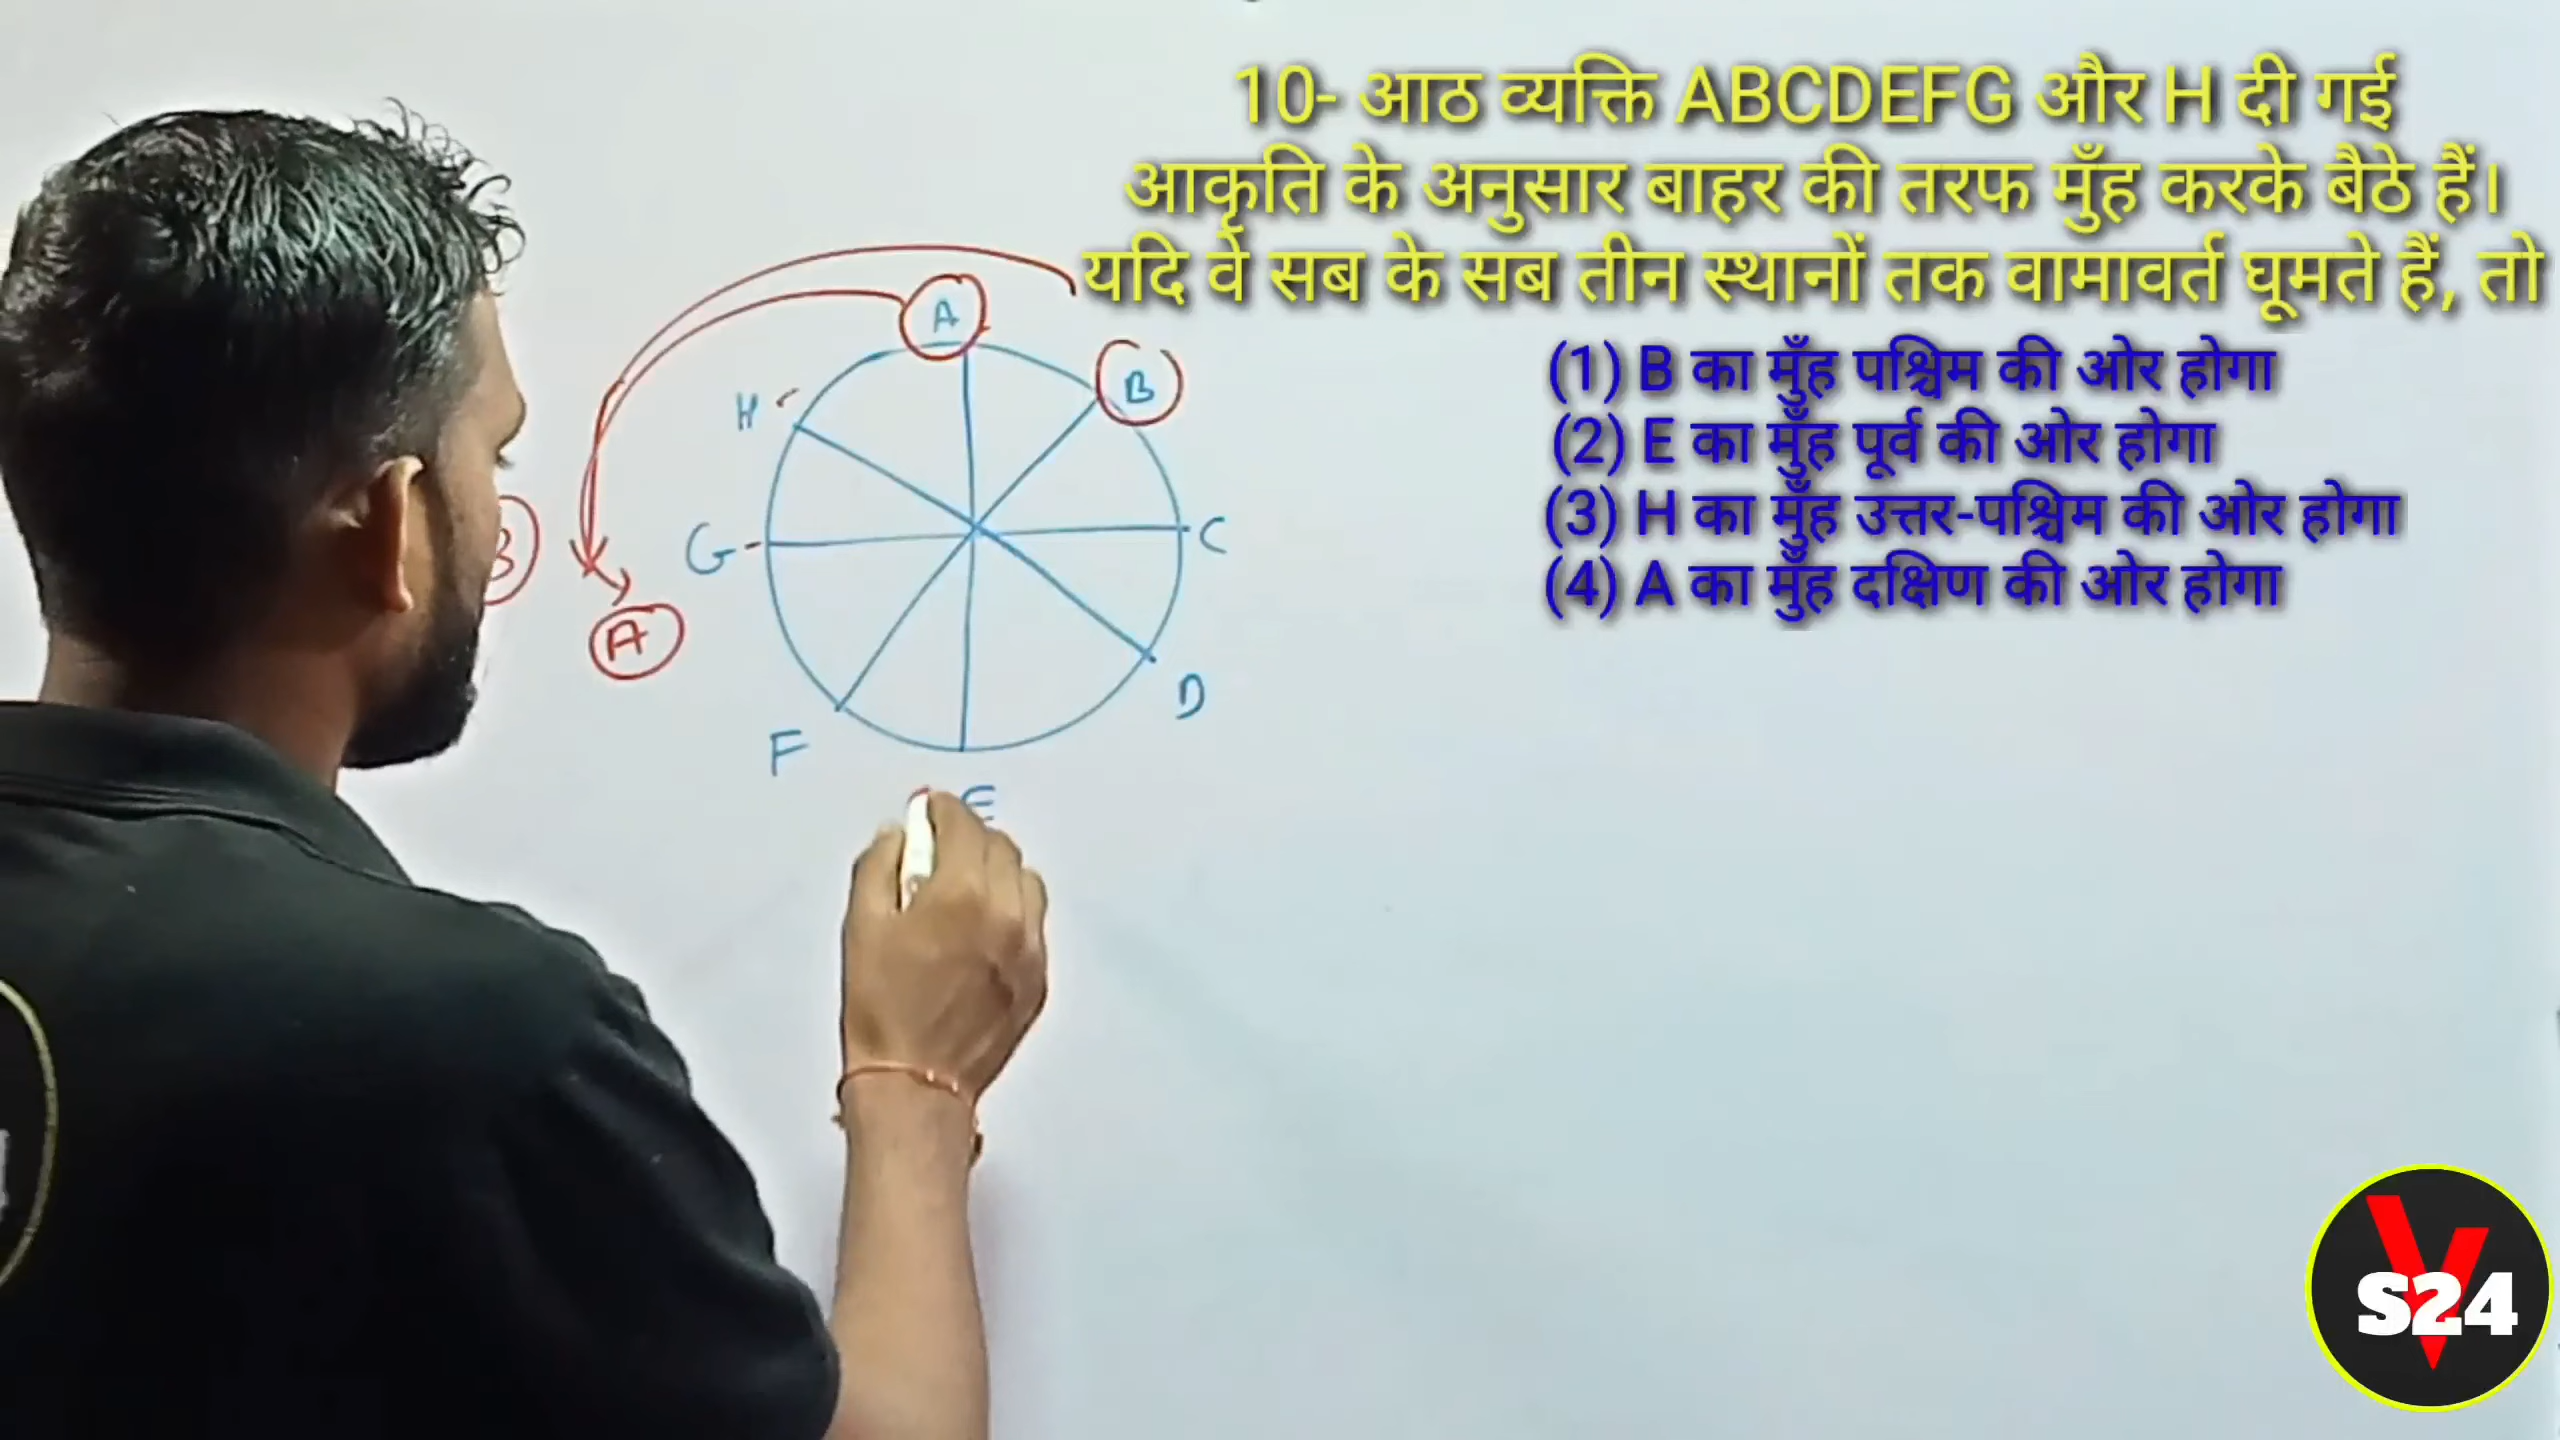 10- आठ व्यक्ति ABCDEFG और H दी गई
आकृति के अनुसार बाहर की तरफ मुँह करके बैठे हैं।
यदि वे सब के सब तीन स्थानों तक वामावर्त घूमते हैं, तो
(1) B का मुँह पश्चिम की ओर होगा
(2) E का मुँह पूर्व की ओर होगा
(3) H का मुँह उत्तर-पश्चिम की ओर होगा
(4) A का मुँह दक्षिण की ओर होगा
A
B
H
G
C
B
A
D
F
E
VS24